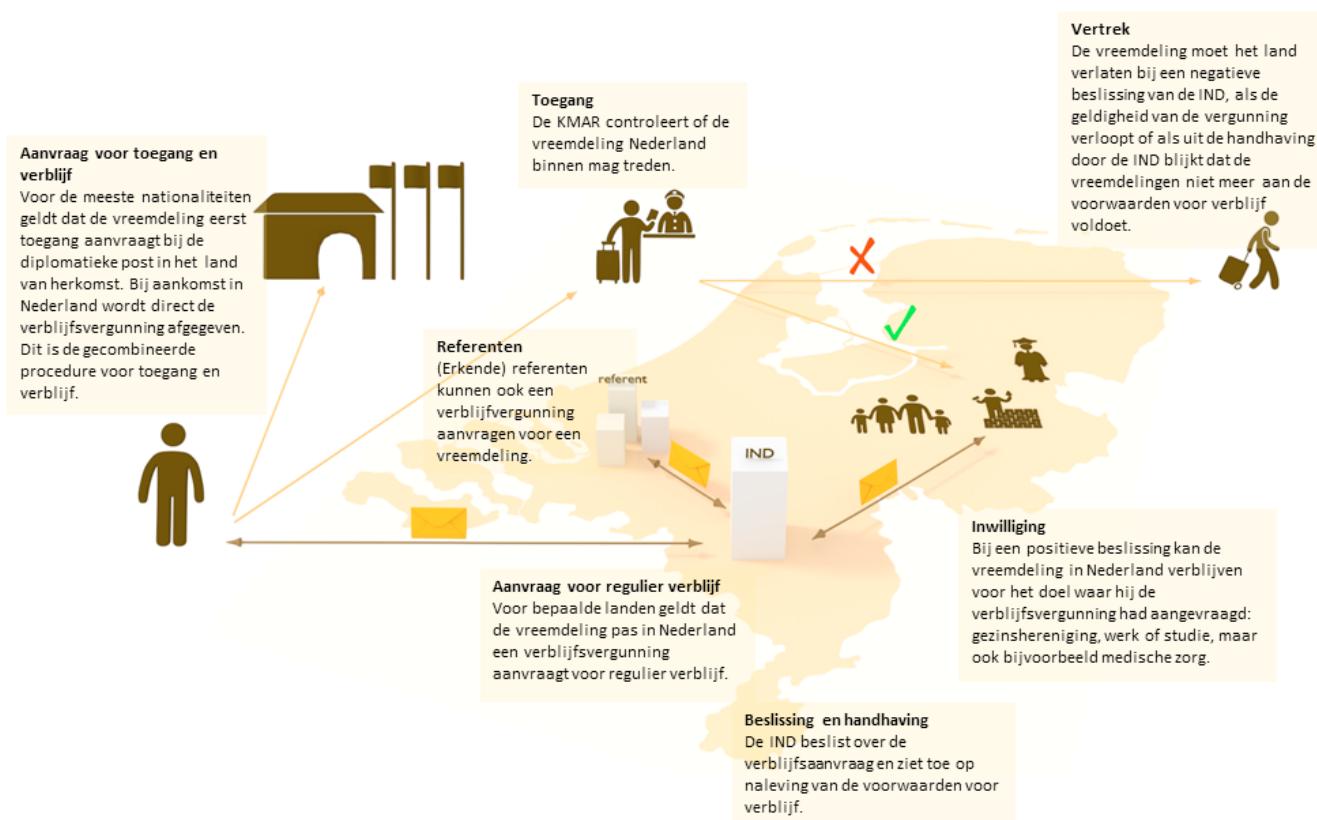 Aanvraag voor toegang en
verblijf
Voor de meeste nationaliteiten
geldt dat de vreemdeling eerst
toegang aanvraagt bij de
diplomatieke post in het land
van herkomst. Bij aankomst in
Nederland wordt direct de
verblijfsvergunning afgegeven.
Dit is de gecombineerde
procedure voor toegang en
verblijf.
Toegang
De KMAR controleert of de
vreemdeling Nederland
binnen mag treden.
Vertrek
De vreemdeling moet het land
verlaten bij een negatieve
beslissing van de IND, als de
geldigheid van de vergunning
verloopt of als uit de handhaving
door de IND blijkt dat de
vreemdelingen niet meer aan de
voorwaarden voor verblijf
voldoet.
Referenten
(Erkende) referenten
kunnen ook een
verblijfvergunning
aanvragen voor een
vreemdeling.
referent
IND
Aanvraag voor regulier verblijf
Voor bepaalde landen geldt dat
de vreemdeling pas in Nederland
een verblijfsvergunning
aanvraagt voor regulier verblijf.
Inwilliging
Bij een positieve beslissing kan de
vreemdeling in Nederland verblijven
voor het doel waar hij de
verblijfsvergunning had aangevraagd:
gezinshereniging, werk of studie, maar
ook bijvoorbeeld medische zorg.
Beslissing en handhaving
De IND beslist over de
verblijfsaanvraag en ziet toe op
naleving van de voorwaarden voor
verblijf.